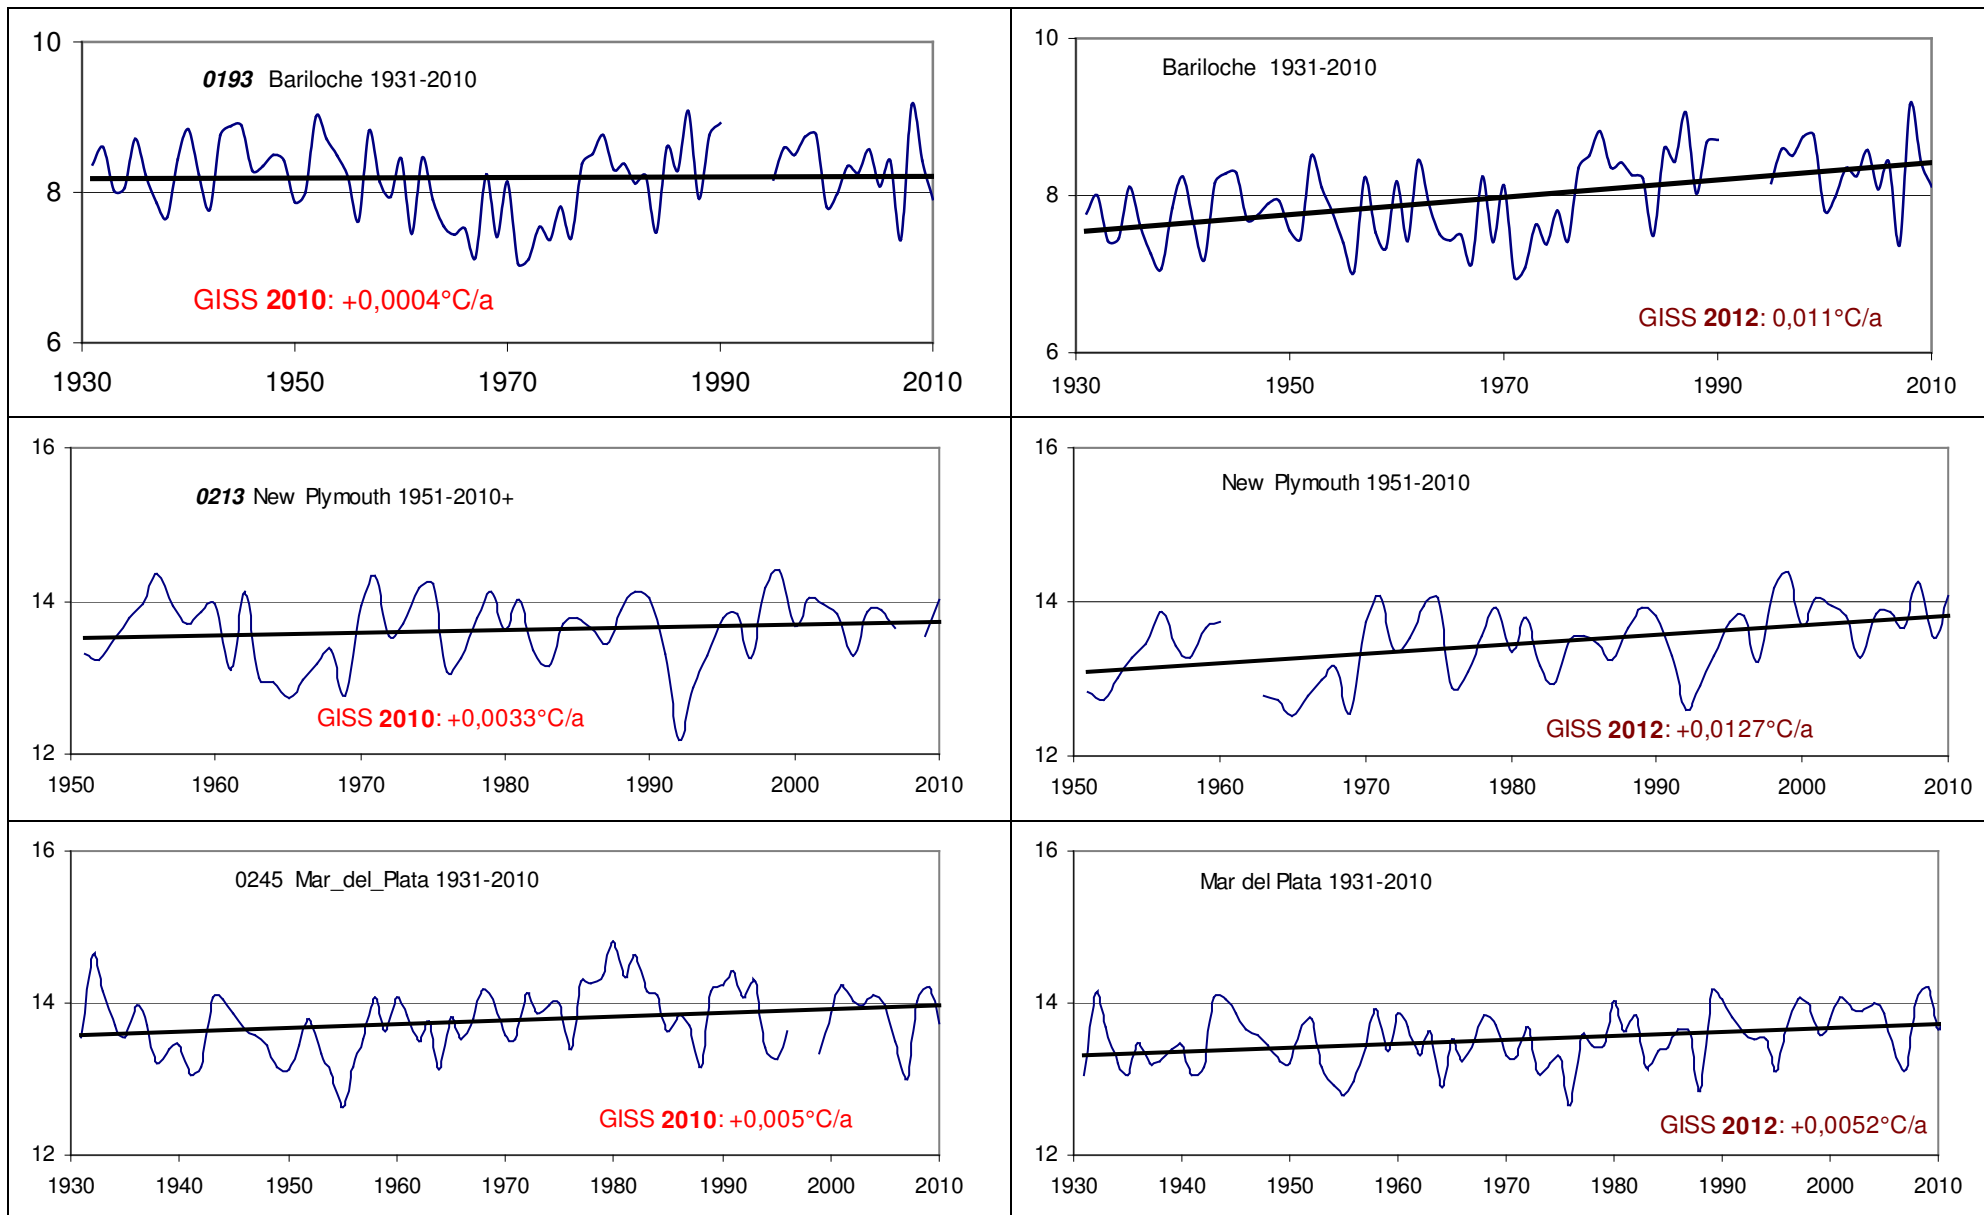 10
0193 Bariloche 1931-2010
8
GISS 2010: +0,0004°C/a
6
1930 1950 1970 1990 2010
10
Bariloche 1931-2010
8
GISS 2012: 0,011°C/a
6
1930 1950 1970 1990 2010
16
0213 New Plymouth 1951-2010+
14
GISS 2010: +0,0033°C/a
12
1950 1960 1970 1980 1990 2000 2010
16
New Plymouth 1951-2010
14
GISS 2012: +0,0127°C/a
12
1950 1960 1970 1980 1990 2000 2010
16
0245 Mar_del_Plata 1931-2010
14
GISS 2010: +0,005°C/a
12
1930 1940 1950 1960 1970 1980 1990 2000 2010
16
Mar del Plata 1931-2010
14
GISS 2012: +0,0052°C/a
12
1930 1940 1950 1960 1970 1980 1990 2000 2010